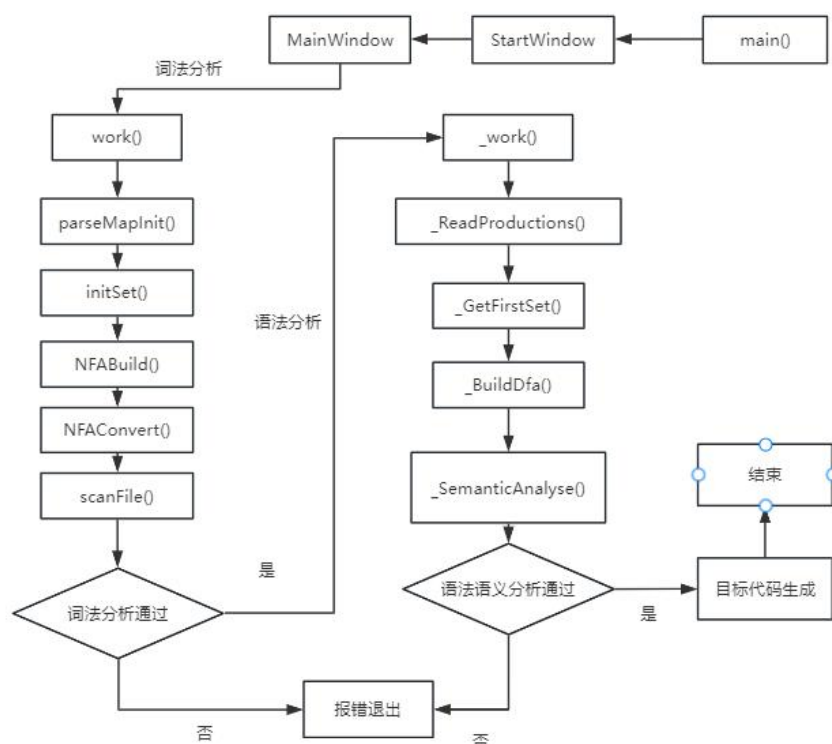 MainWindow
StartWindow
main()
词法分析
work()
_work()
parseMapInit()
_ReadProductions()
initSet()
_GetFirstSet()
语法分析
NFABuild()
_BuildDfa()
NFAConvert()
scanFile()
_SemanticAnalyse()
结束
是
词法分析通过
语法语义分析通过
是
目标代码生成
报错退出
否
否